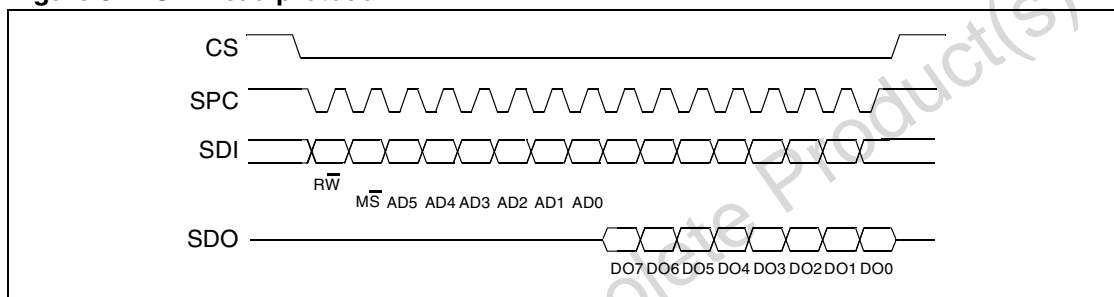 CS
SPC
SDI
RW̅
MS̅ AD5 AD4 AD3 AD2 AD1 AD0
SDO
DO7 DO6 DO5 DO4 DO3 DO2 DO1 DO0
Product(s)